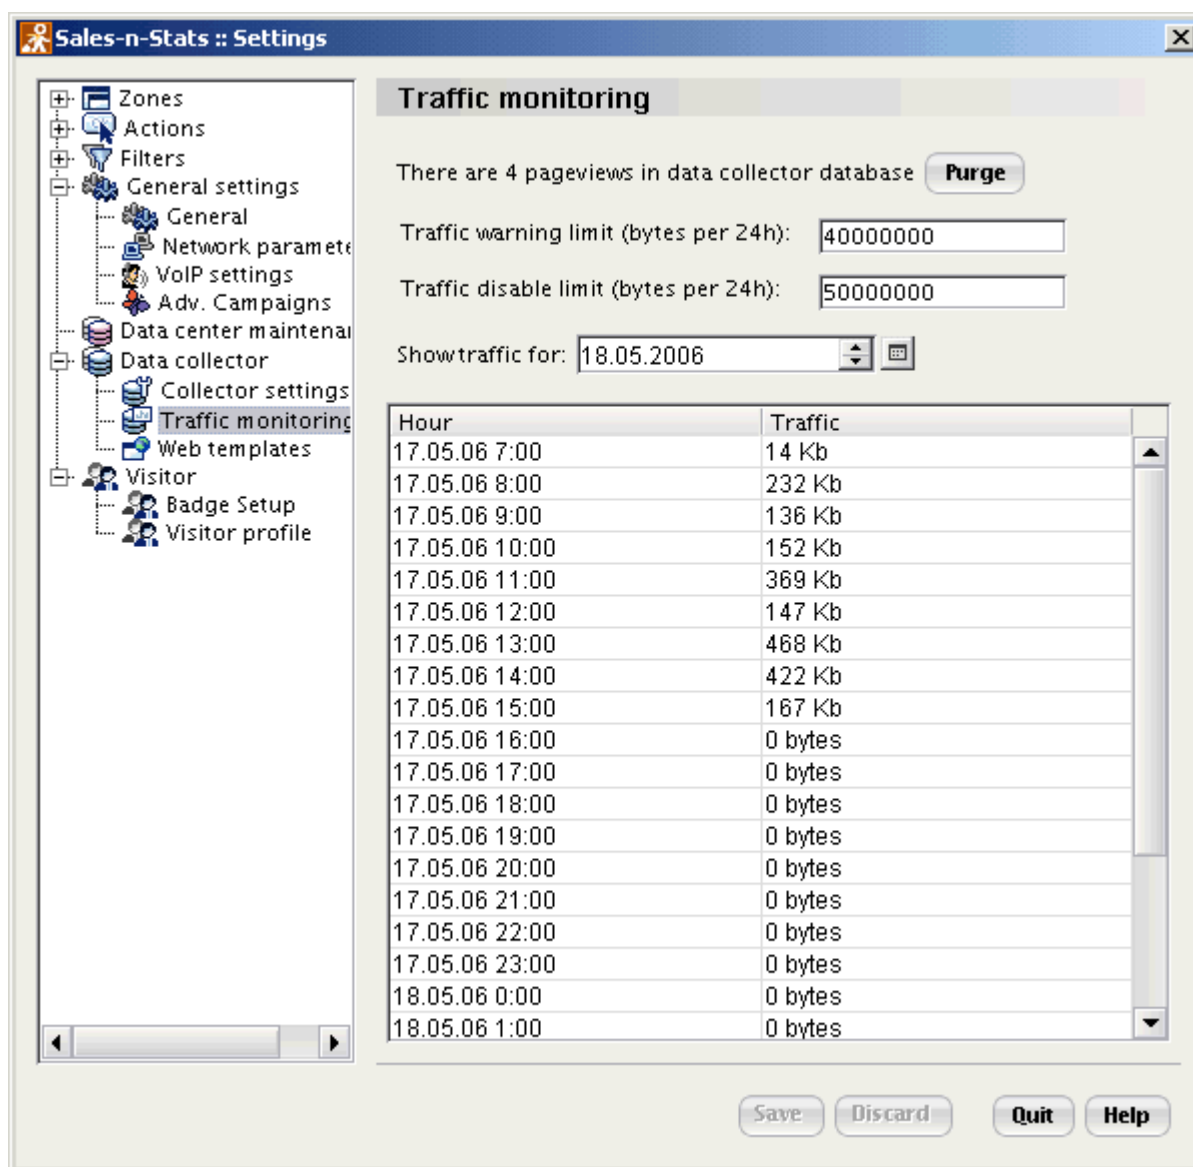 Sales-n-Stats :: Settings
Zones
Actions
Filters
General settings
General
Network paramete
VoIP settings
Adv. Campaigns
Data center maintenai
Data collector
Collector settings
Traffic monitoring
Web templates
Visitor
Badge Setup
Visitor profile
Traffic monitoring
There are 4 pageviews in data collector database Purge
Traffic warning limit (bytes per 24h): 40000000
Traffic disable limit (bytes per 24h): 50000000
Show traffic for: 18.05.2006
Hour Traffic
17.05.06 7:00 14 Kb
17.05.06 8:00 232 Kb
17.05.06 9:00 136 Kb
17.05.06 10:00 152 Kb
17.05.06 11:00 369 Kb
17.05.06 12:00 147 Kb
17.05.06 13:00 468 Kb
17.05.06 14:00 422 Kb
17.05.06 15:00 167 Kb
17.05.06 16:00 0 bytes
17.05.06 17:00 0 bytes
17.05.06 18:00 0 bytes
17.05.06 19:00 0 bytes
17.05.06 20:00 0 bytes
17.05.06 21:00 0 bytes
17.05.06 22:00 0 bytes
17.05.06 23:00 0 bytes
18.05.06 0:00 0 bytes
18.05.06 1:00 0 bytes
Save Discard Quit Help